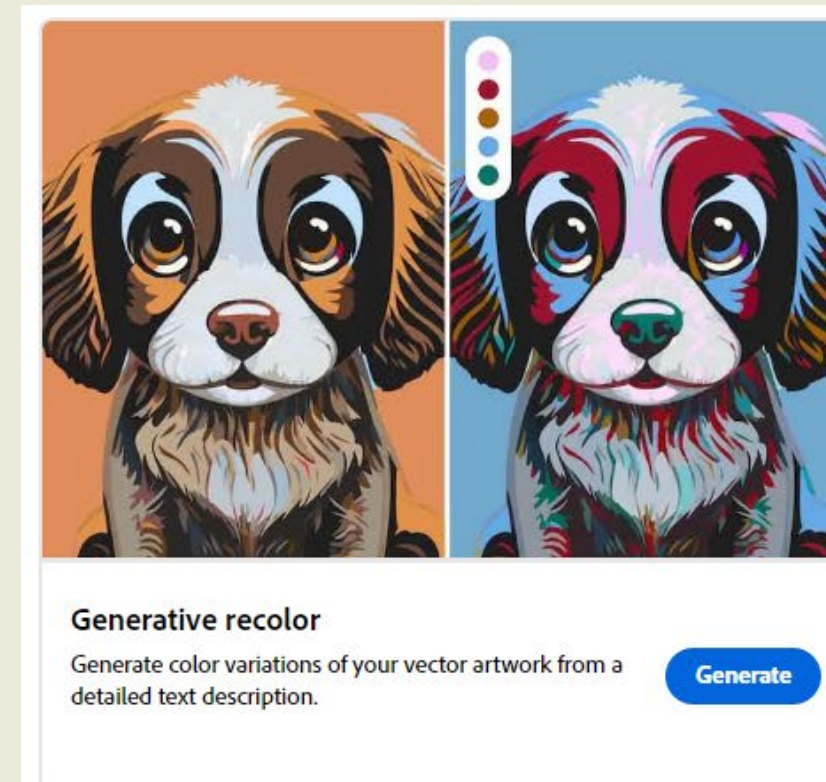 Generative recolor
Generate color variations of your vector artwork from a
detailed text description.
Generate